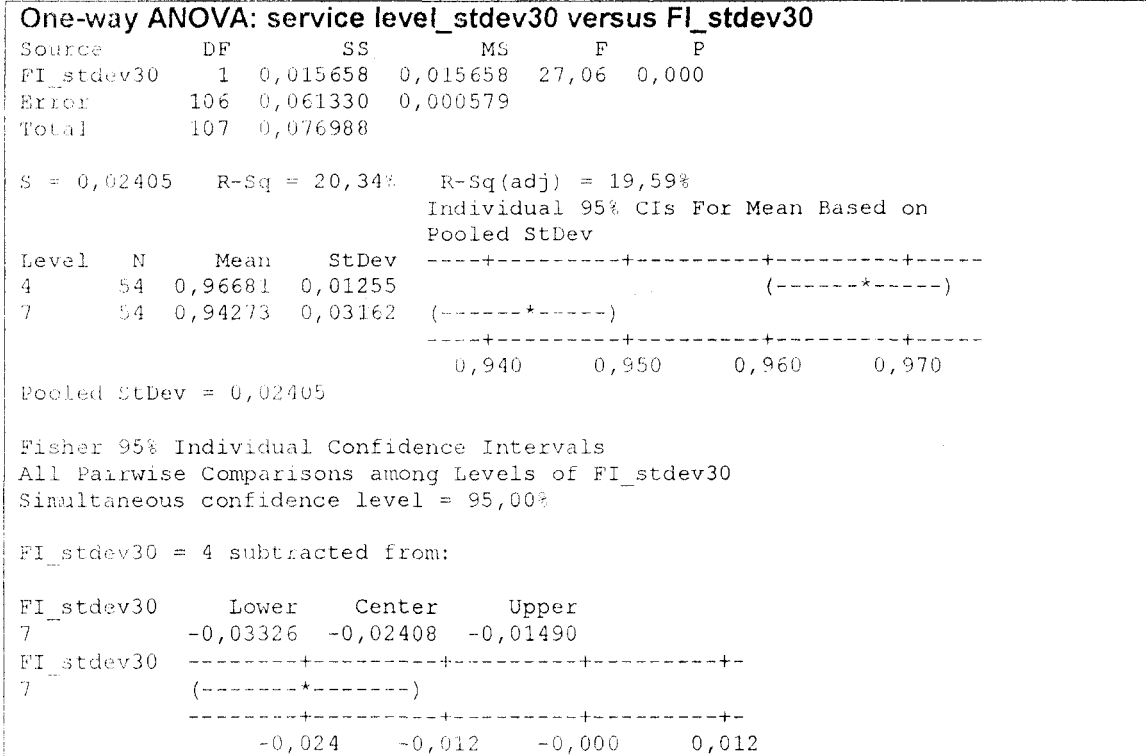 One-way ANOVA: service level_stdev30 versus FI_stdev30
Source          DF        SS        MS      F      P
FI_stdev30       1  0,015658  0,015658  27,06  0,000
Error          106  0,061330  0,000579
Total          107  0,076988
S = 0,02405   R-Sq = 20,34%   R-Sq(adj) = 19,59%
Individual 95% CIs For Mean Based on
Pooled StDev
Level   N     Mean    StDev  ----+---------+---------+---------+-----
4      54  0,96681  0,01255                          (------*-----)
7      54  0,94273  0,03162  (------*-----)
----+---------+---------+---------+-----
0,940     0,950     0,960     0,970
Pooled StDev = 0,02405
Fisher 95% Individual Confidence Intervals
All Pairwise Comparisons among Levels of FI_stdev30
Simultaneous confidence level = 95,00%
FI_stdev30 = 4 subtracted from:
FI_stdev30     Lower    Center     Upper
7           -0,03326  -0,02408  -0,01490
FI_stdev30  --------+---------+---------+---------+-
7           (-------*-------)
--------+---------+---------+---------+-
-0,024    -0,012    -0,000     0,012